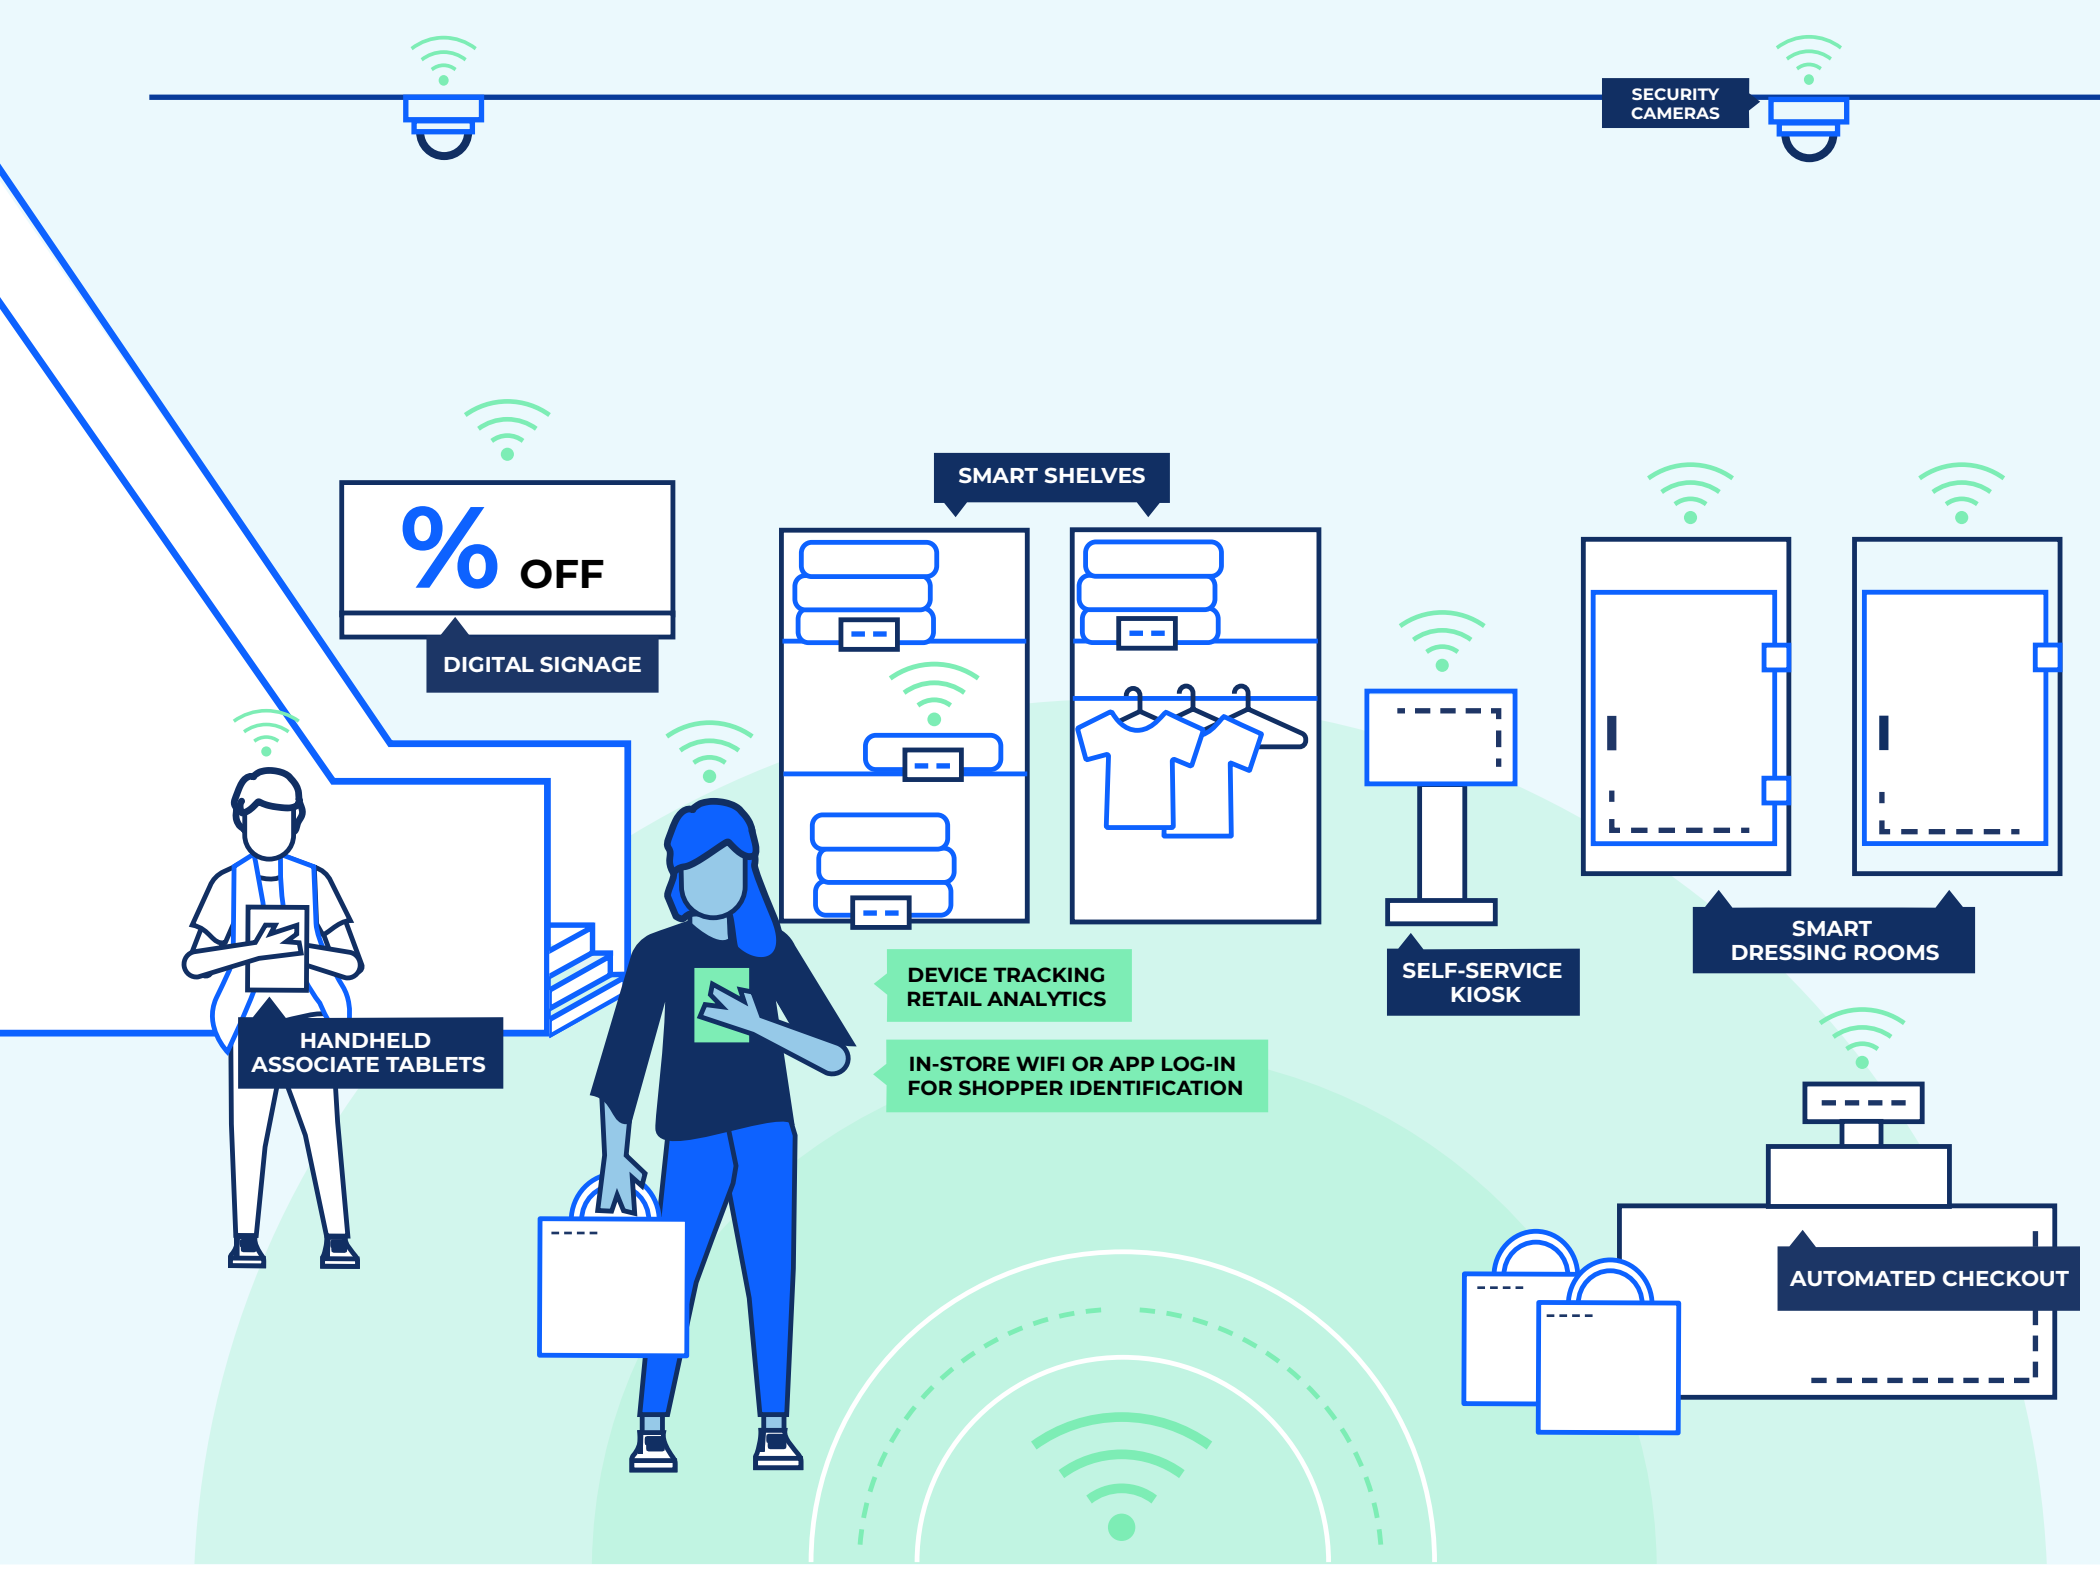 SECURITY
CAMERAS
SMART SHELVES
% OFF
DIGITAL SIGNAGE
SMART
DRESSING ROOMS
SELF-SERVICE
KIOSK
DEVICE TRACKING
RETAIL ANALYTICS
HANDHELD
ASSOCIATE TABLETS
IN-STORE WIFI OR APP LOG-IN
FOR SHOPPER IDENTIFICATION
AUTOMATED CHECKOUT